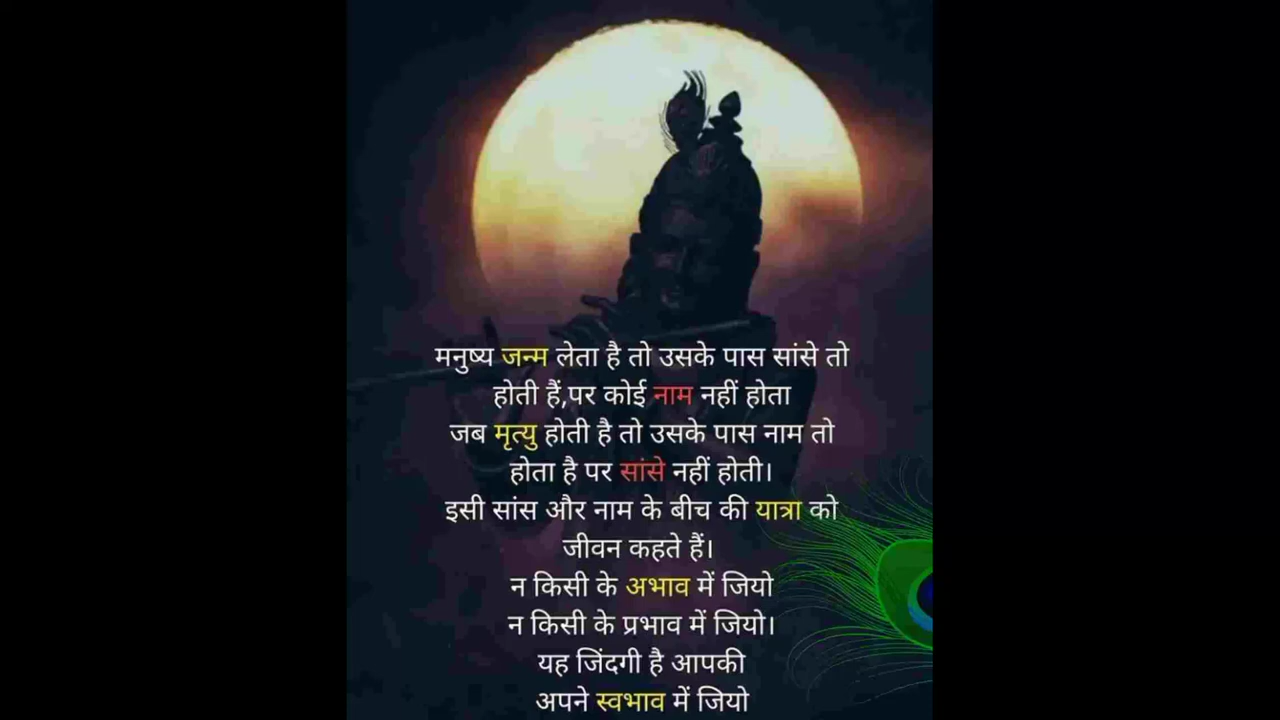 मनुष्य जन्म लेता है तो उसके पास सांसे तो
होती हैं,पर कोई नाम नहीं होता
जब मृत्यु होती है तो उसके पास नाम तो
होता है पर सांसे नहीं होती।
इसी सांस और नाम के बीच की यात्रा को
जीवन कहते हैं।
न किसी के अभाव में जियो
न किसी के प्रभाव में जियो।
यह जिंदगी है आपकी
अपने स्वभाव में जियो